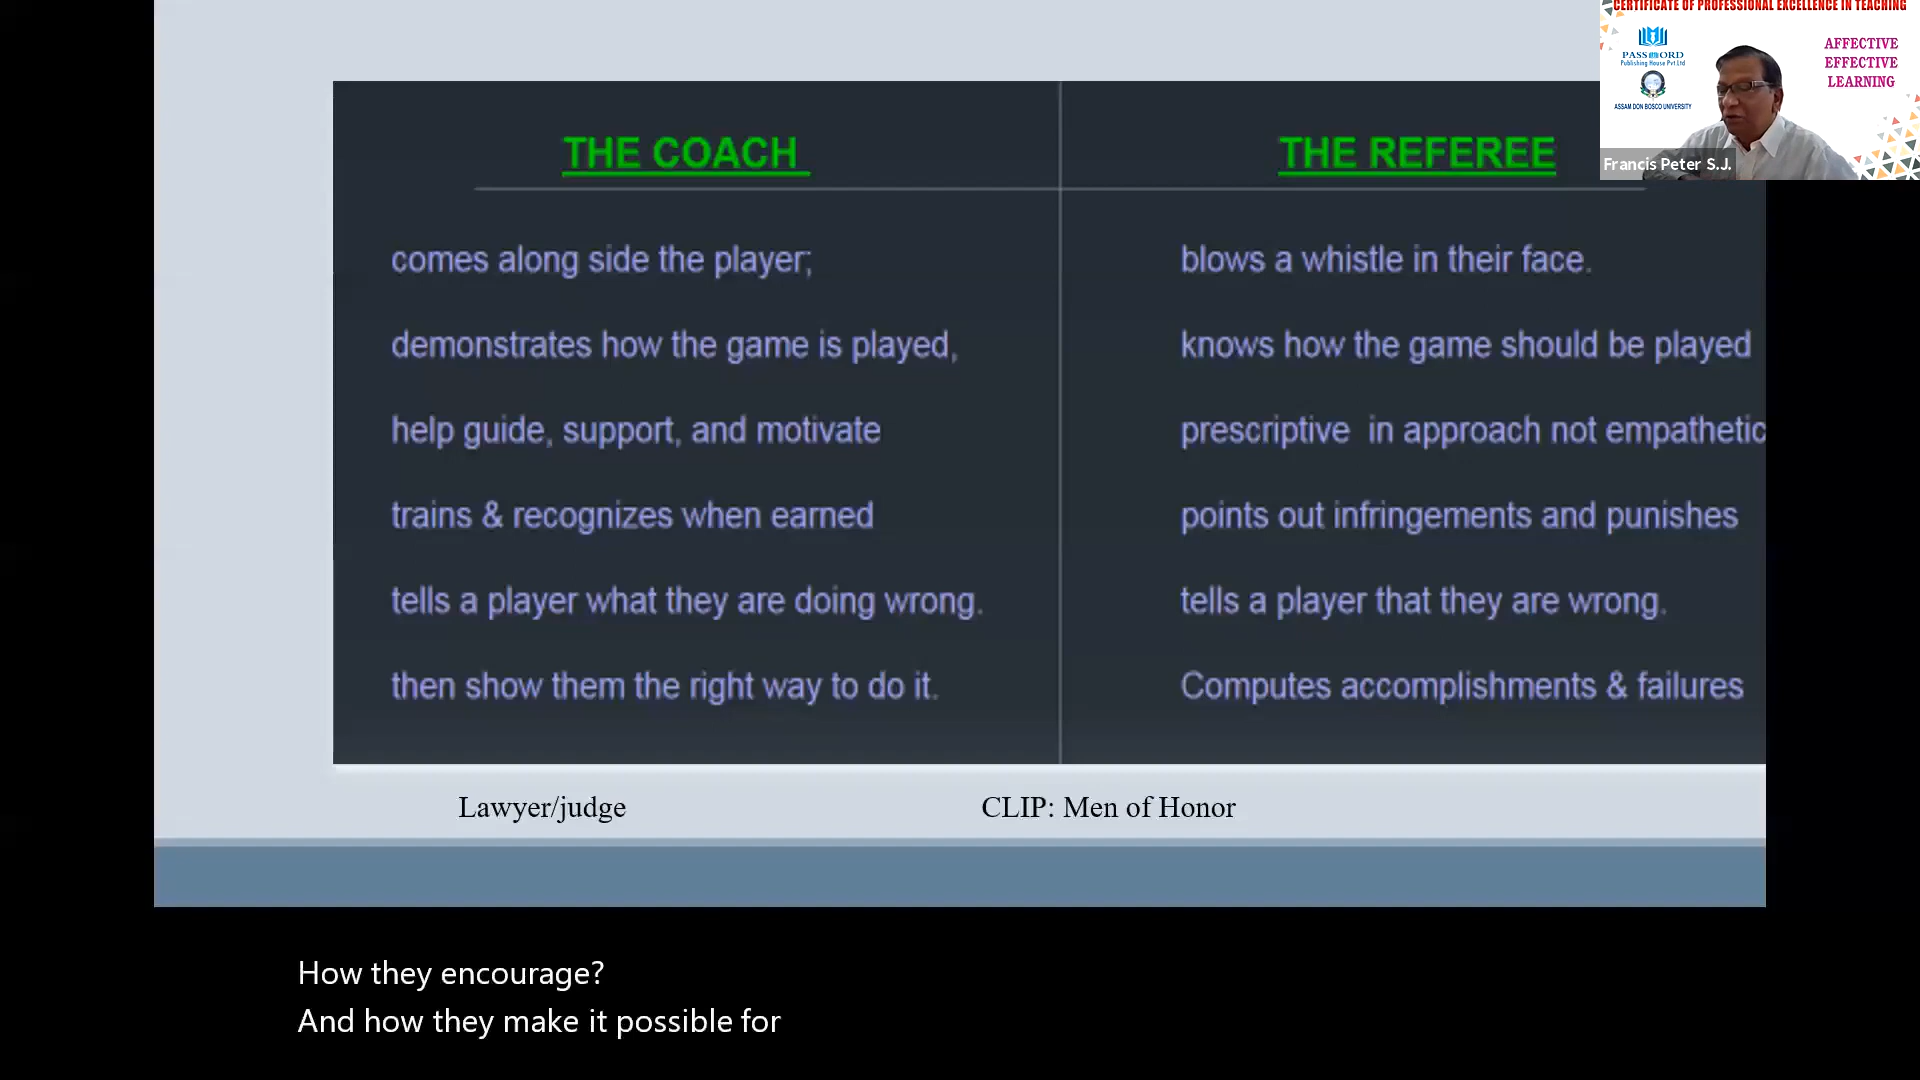 CERTIFICATE OF PROFESSIONAL EXCELLENCE IN TEACHING
PASSWORD
Publishing House Pvt Ltd
ASSAM DON BOSCO UNIVERSITY
AFFECTIVE
EFFECTIVE
LEARNING
Francis Peter S.J.
THE COACH
comes along side the player;
demonstrates how the game is played,
help guide, support, and motivate
trains & recognizes when earned
tells a player what they are doing wrong.
then show them the right way to do it.
THE REFEREE
blows a whistle in their face.
knows how the game should be played
prescriptive in approach not empathetic
points out infringements and punishes
tells a player that they are wrong.
Computes accomplishments & failures
Lawyer/judge
CLIP: Men of Honor
How they encourage?
And how they make it possible for